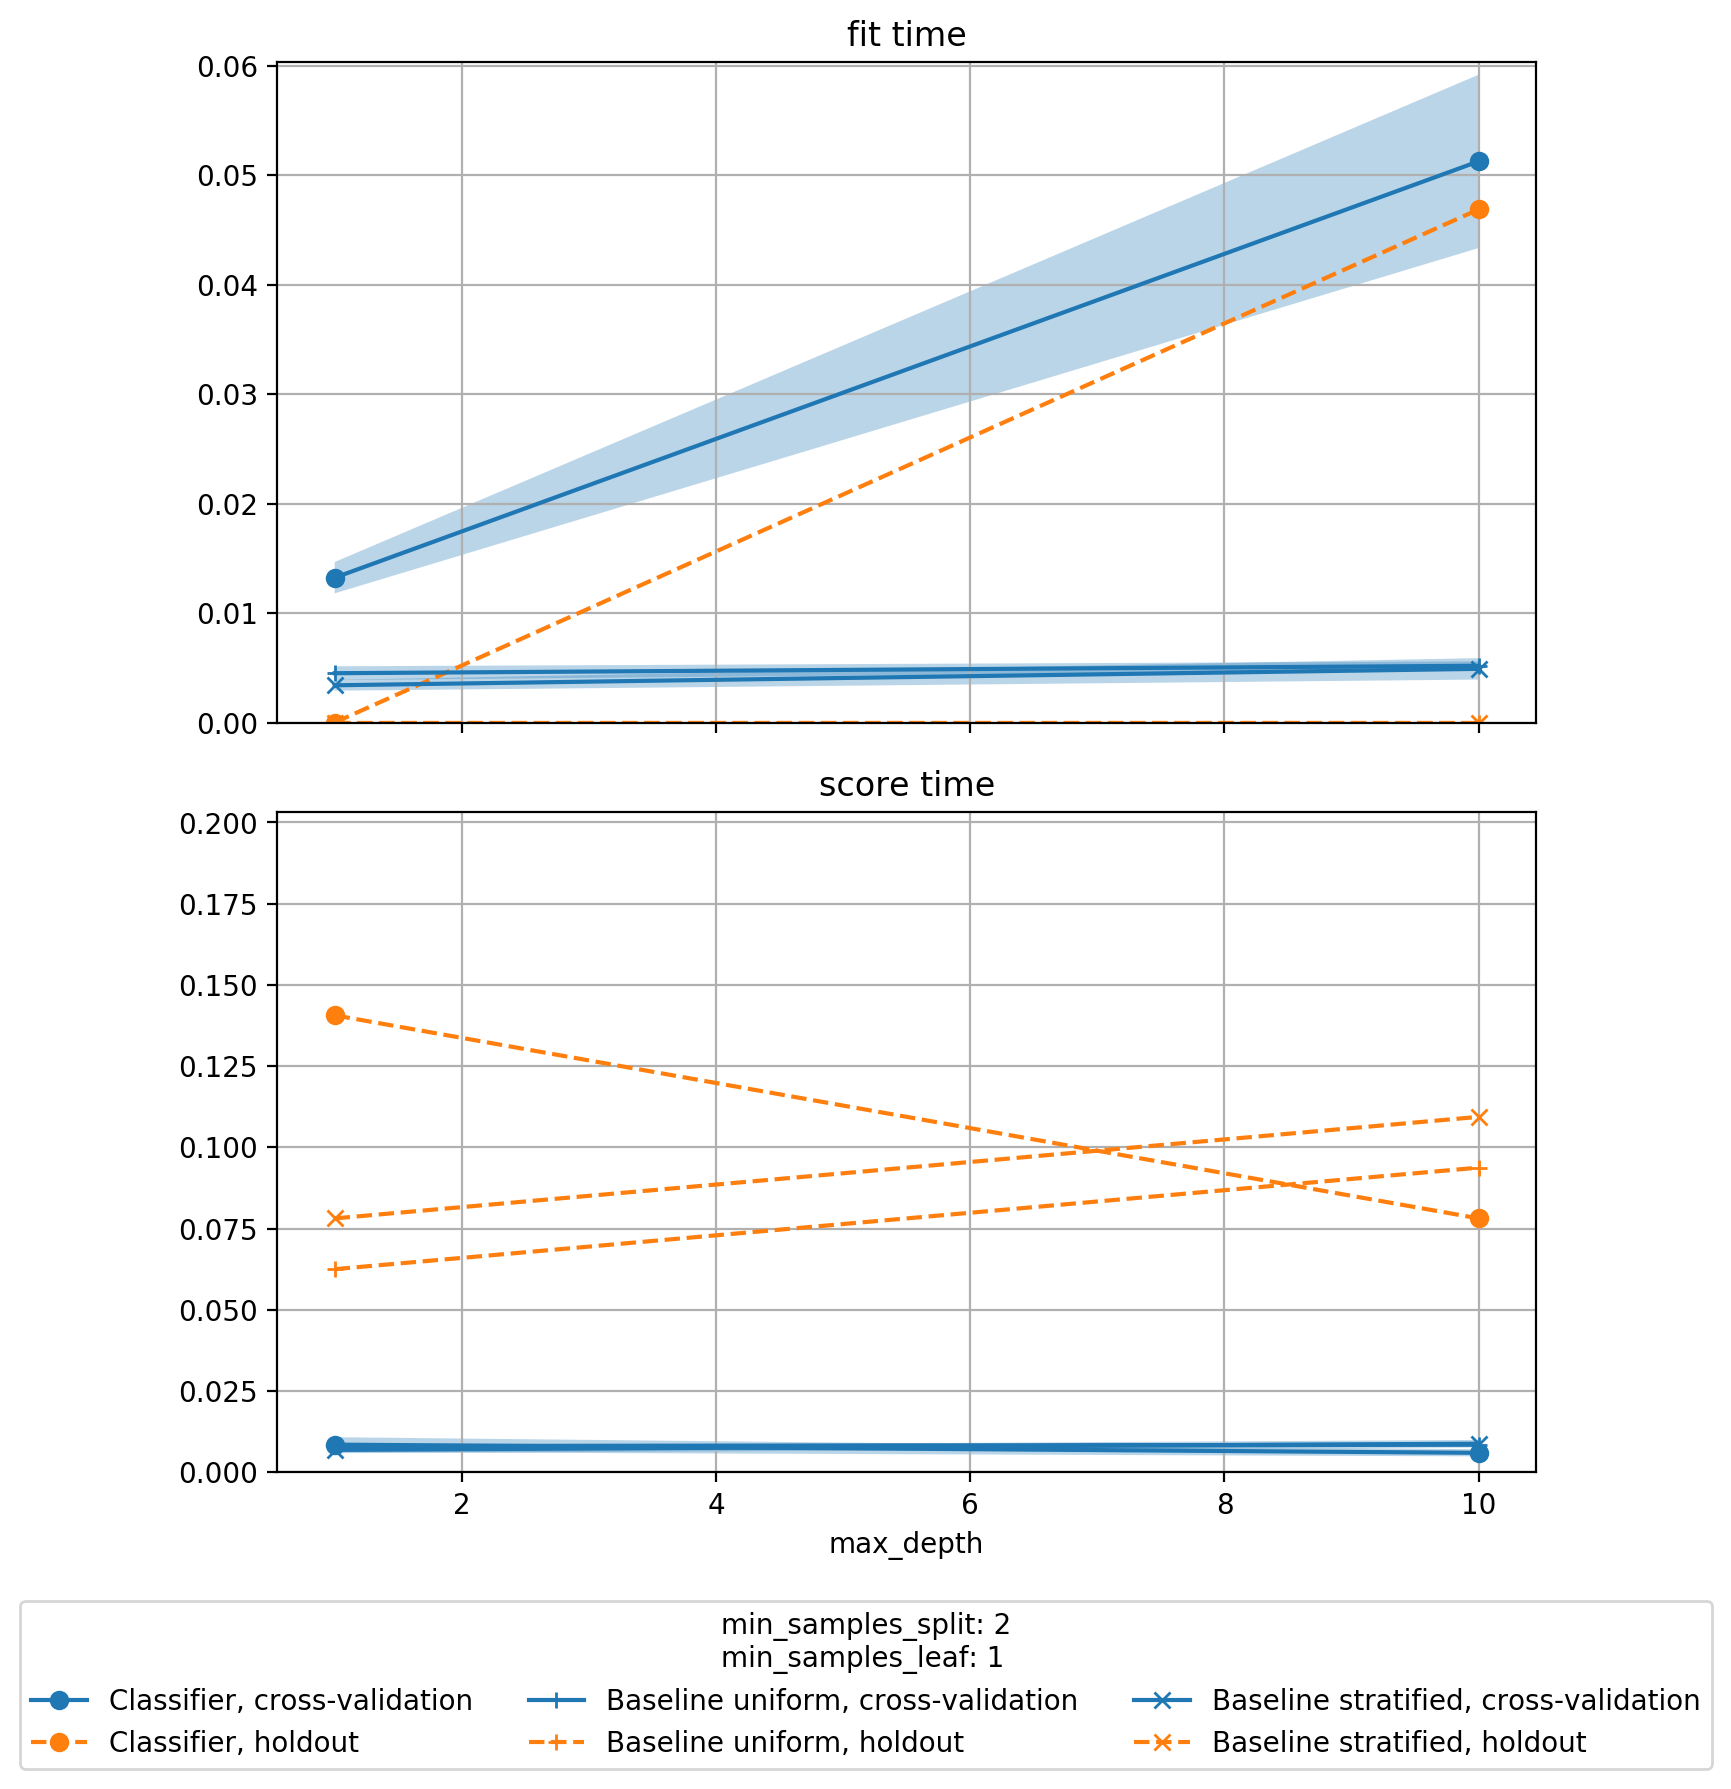 fit time
0.06
0.05
0.04
0.03
0.02
0.01
0.00
score time
0.200
0.175
0.150
0.125
0.100
0.075
0.050
0.025
0.000
2 4 6 8 10
max_depth
min_samples_split: 2
min_samples_leaf: 1
Classifier, cross-validation Baseline uniform, cross-validation Baseline stratified, cross-validation
Classifier, holdout Baseline uniform, holdout Baseline stratified, holdout